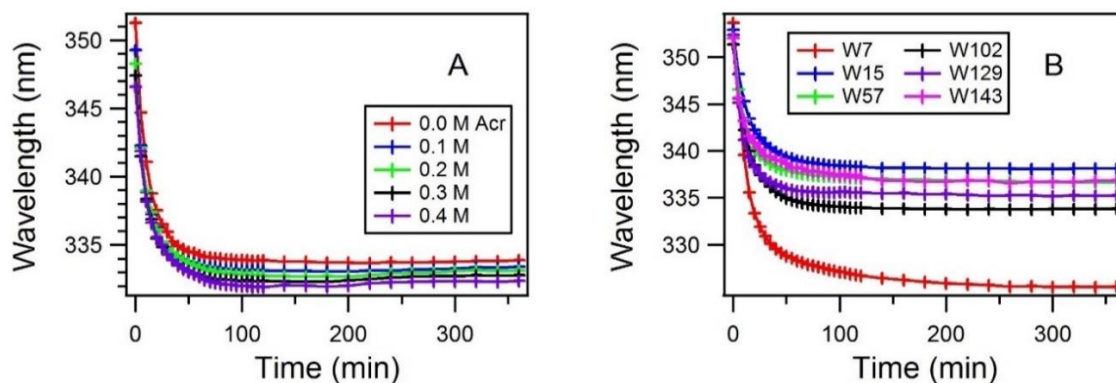 A
Wavelength (nm)
350
345
340
335
0.0 M Acr
0.1 M
0.2 M
0.3 M
0.4 M
0
100
200
300
Time (min)
B
Wavelength (nm)
350
345
340
335
330
W7
W102
W15
W129
W57
W143
0
100
200
300
Time (min)